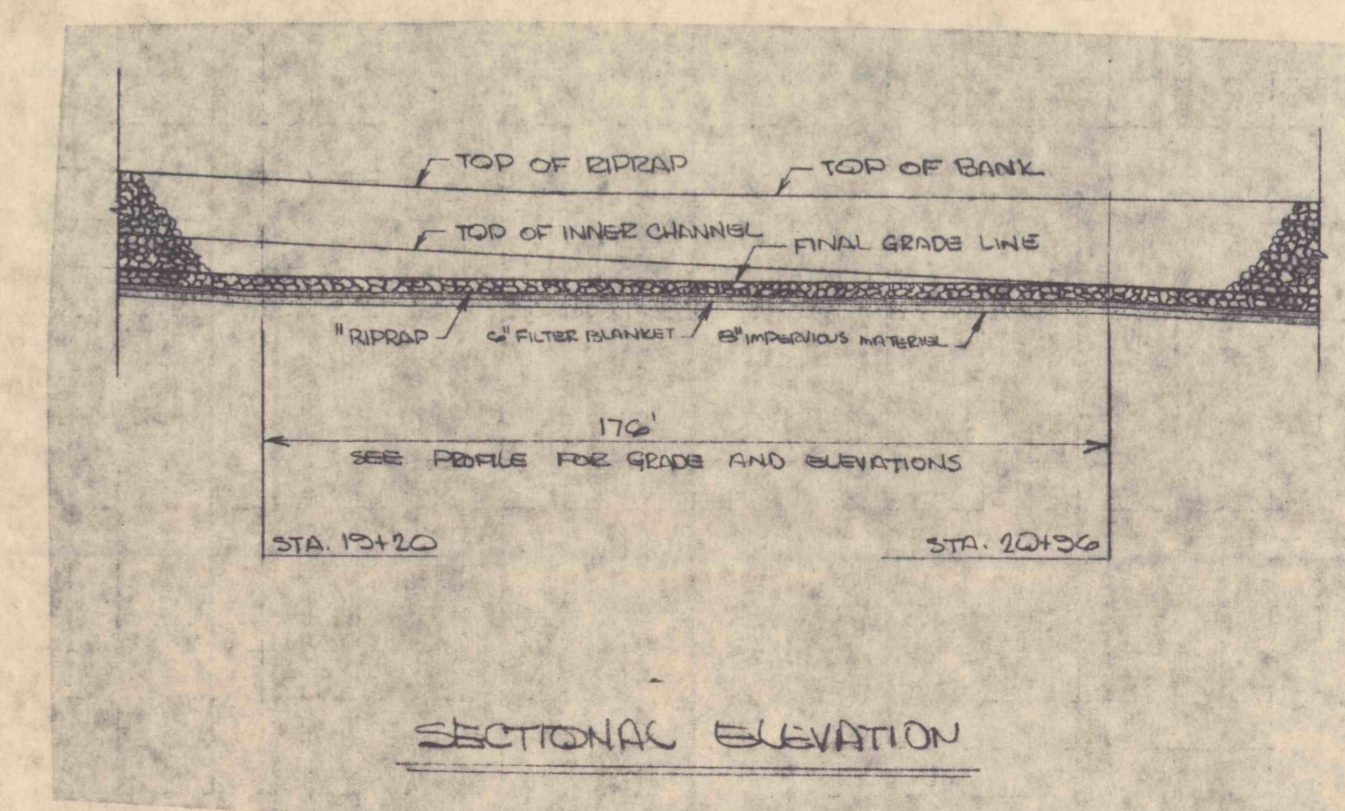 TOP OF RIPRAP
TOP OF BANK
TOP OF INNER CHANNEL
FINAL GRADE LINE
" RIPRAP
6" FILTER BLANKET
8" IMPERVIOUS MATERIAL
176'
SEE PROFILE FOR GRADE AND ELEVATIONS
STA. 19+20
STA. 20+96
SECTIONAL ELEVATION